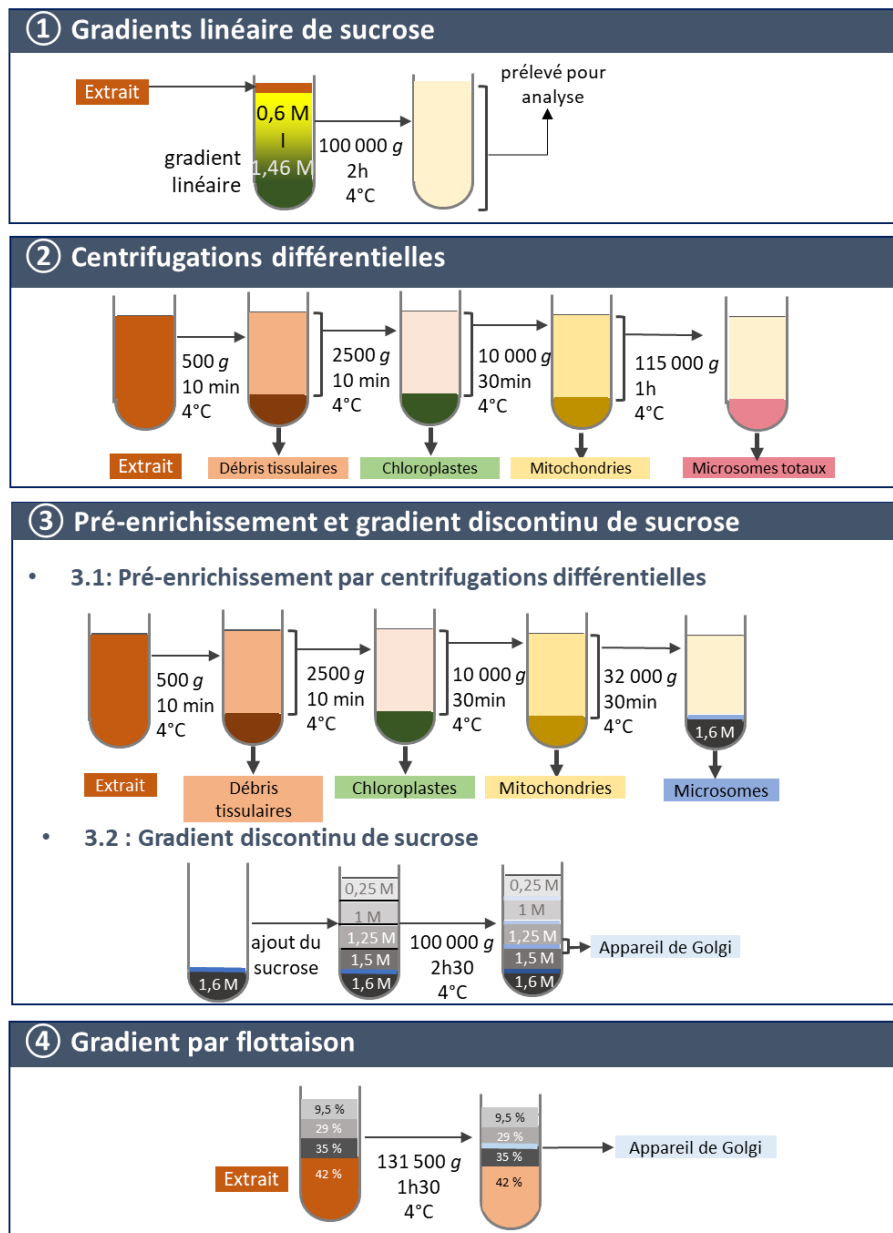 ① Gradients linéaire de sucrose
Extrait
0,6 M
I
1,46 M
gradient
linéaire
100 000 g
2h
4°C
prélevé pour
analyse
② Centrifugations différentielles
500 g
10 min
4°C
2500 g
10 min
4°C
10 000 g
30min
4°C
115 000 g
1h
4°C
Extrait
Débris tissulaires
Chloroplastes
Mitochondries
Microsomes totaux
③ Pré-enrichissement et gradient discontinu de sucrose
• 3.1: Pré-enrichissement par centrifugations différentielles
500 g
10 min
4°C
2500 g
10 min
4°C
10 000 g
30min
4°C
32 000 g
30min
4°C
1,6 M
Extrait
Débris
tissulaires
Chloroplastes
Mitochondries
Microsomes
• 3.2 : Gradient discontinu de sucrose
1,6 M
ajout du
sucrose
0,25 M
1 M
1,25 M
1,5 M
1,6 M
100 000 g
2h30
4°C
0,25 M
1 M
1,25 M
1,5 M
1,6 M
Appareil de Golgi
④ Gradient par flottaison
Extrait
9,5 %
29 %
35 %
42 %
131 500 g
1h30
4°C
9,5 %
29 %
35 %
42 %
Appareil de Golgi